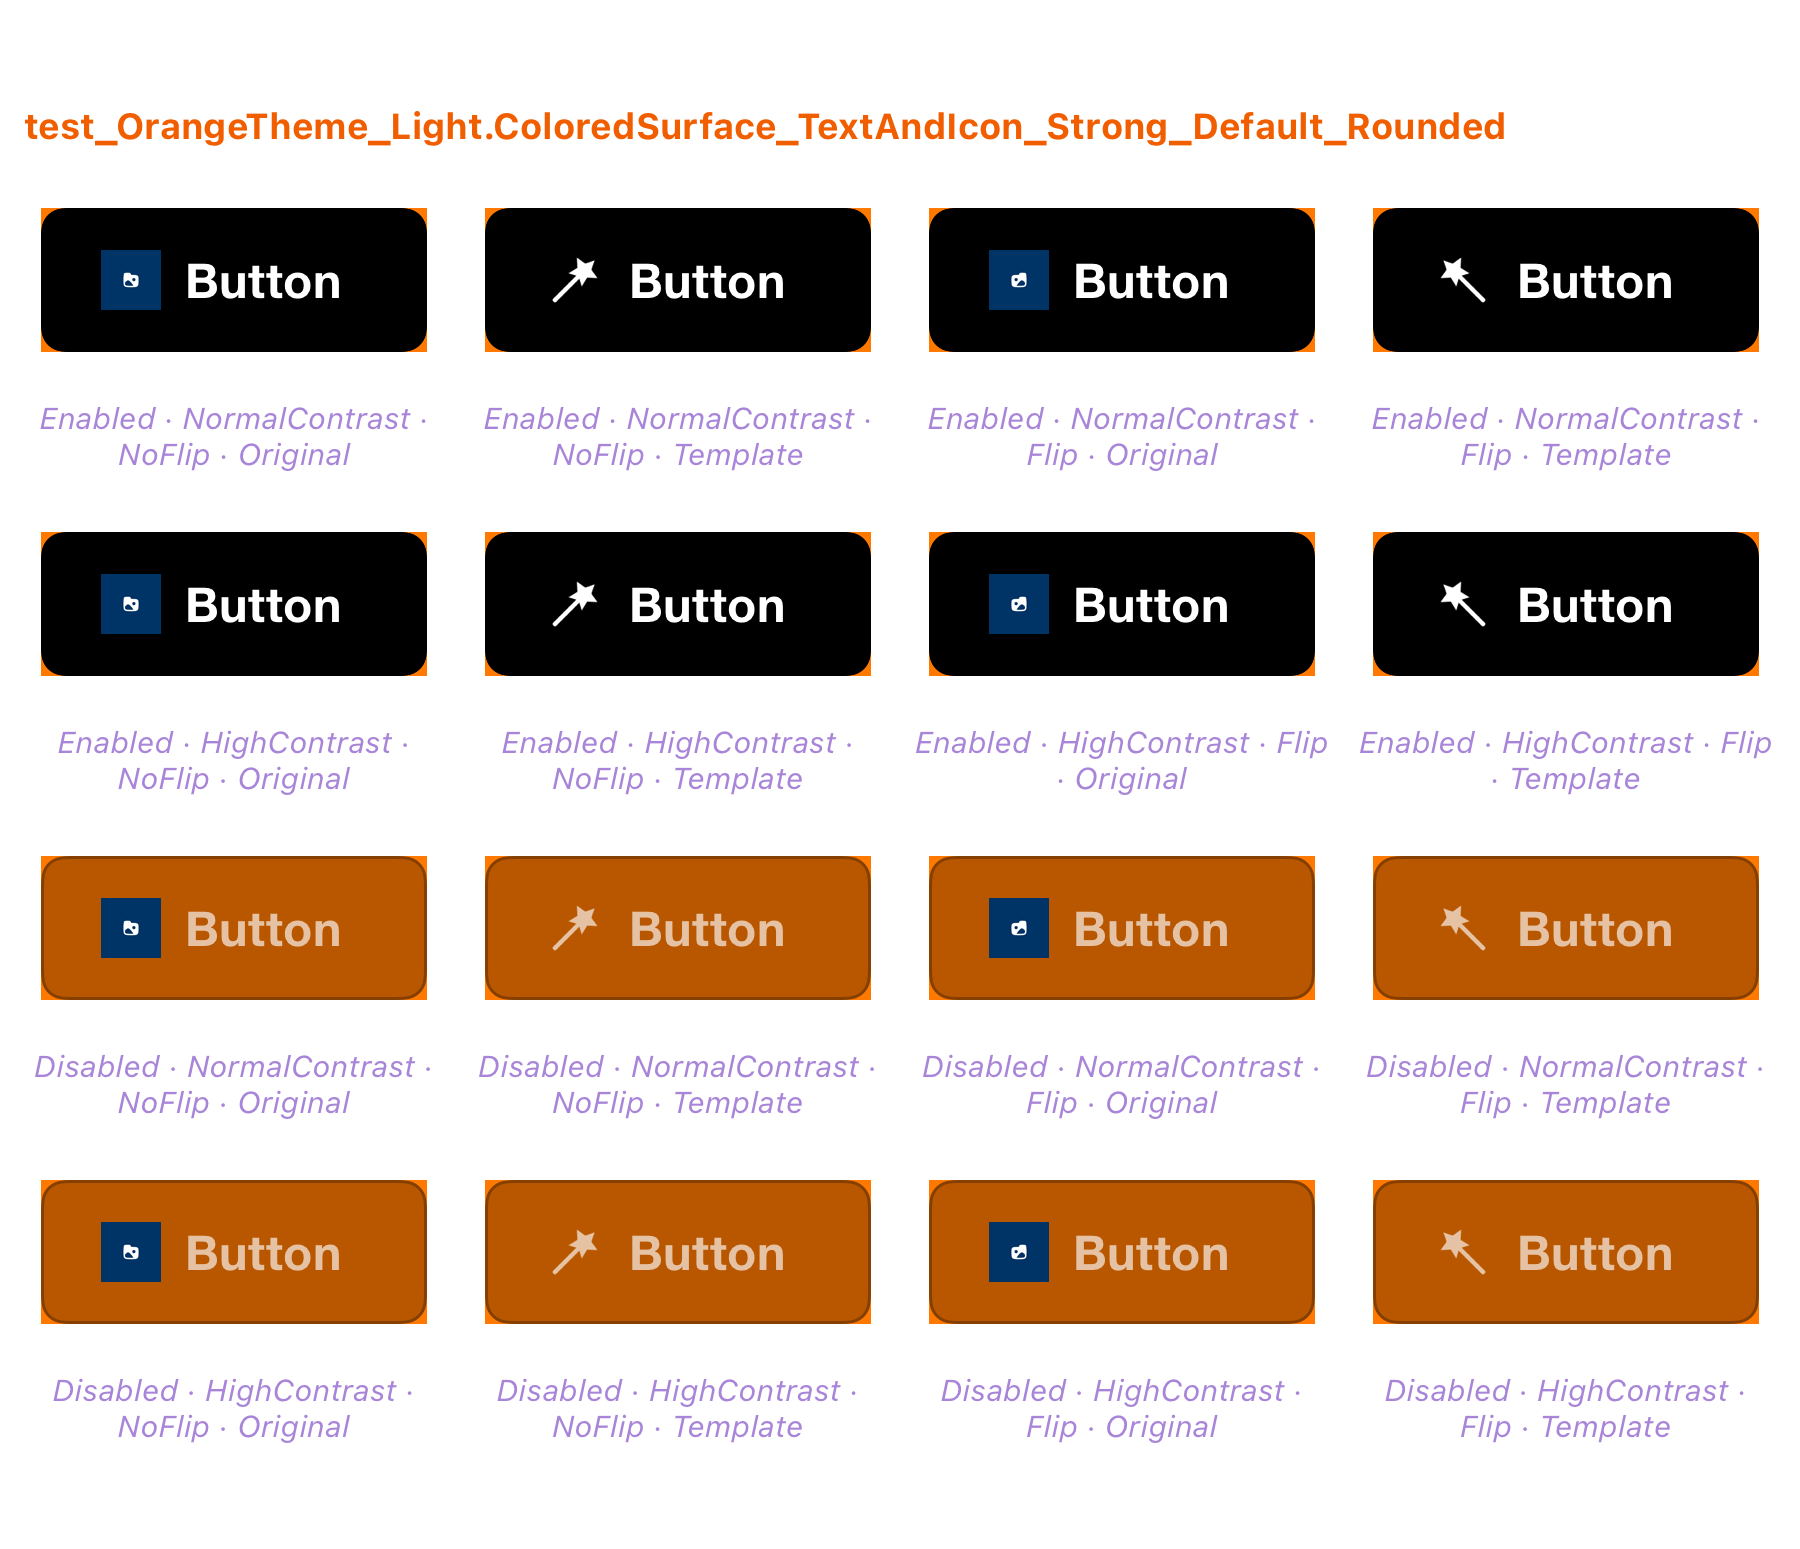 test_OrangeTheme_Light.ColoredSurface_TextAndIcon_Strong_Default_Rounded
Button
Button
Button
Button
Enabled · NormalContrast ·
NoFlip · Original
Enabled · NormalContrast ·
NoFlip · Template
Enabled · NormalContrast ·
Flip · Original
Enabled · NormalContrast ·
Flip · Template
Button
Button
Button
Button
Enabled · HighContrast ·
NoFlip · Original
Enabled · HighContrast ·
NoFlip · Template
Enabled · HighContrast · Flip
· Original
Enabled · HighContrast · Flip
· Template
Button
Button
Button
Button
Disabled · NormalContrast ·
NoFlip · Original
Disabled · NormalContrast ·
NoFlip · Template
Disabled · NormalContrast ·
Flip · Original
Disabled · NormalContrast ·
Flip · Template
Button
Button
Button
Button
Disabled · HighContrast ·
NoFlip · Original
Disabled · HighContrast ·
NoFlip · Template
Disabled · HighContrast ·
Flip · Original
Disabled · HighContrast ·
Flip · Template